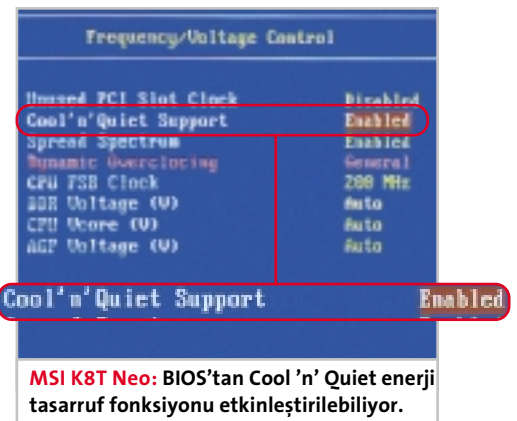 Frequency/Voltage Control
Unused PCI Slot Clock Disabled
Cool'n'Quiet Support Enabled
Spread Spectrum Enabled
Dynamic Overclocing General
CPU FSB Clock 200 MHz
DDR Voltage (V) Auto
CPU Vcore (V) Auto
AGP Voltage (V) Auto
Cool'n'Quiet Support Enabled
MSI K8T Neo: BIOS'tan Cool 'n' Quiet enerji
tasarruf fonksiyonu etkinleştirilebiliyor.